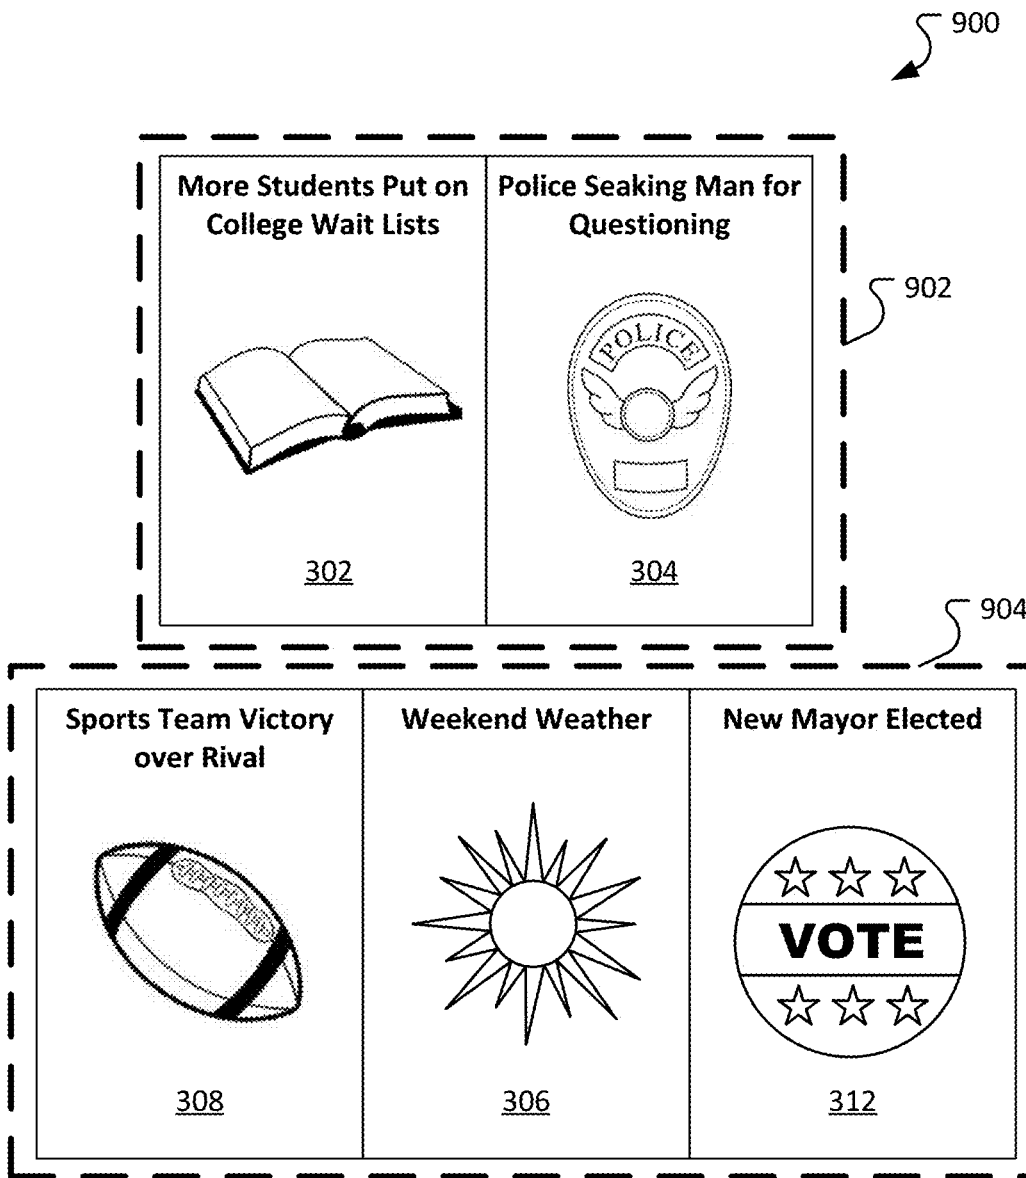 900
More Students Put on
College Wait Lists
Police Seaking Man for
Questioning
902
POLICE
302
304
904
Sports Team Victory
over Rival
Weekend Weather
New Mayor Elected
VOTE
308
306
312